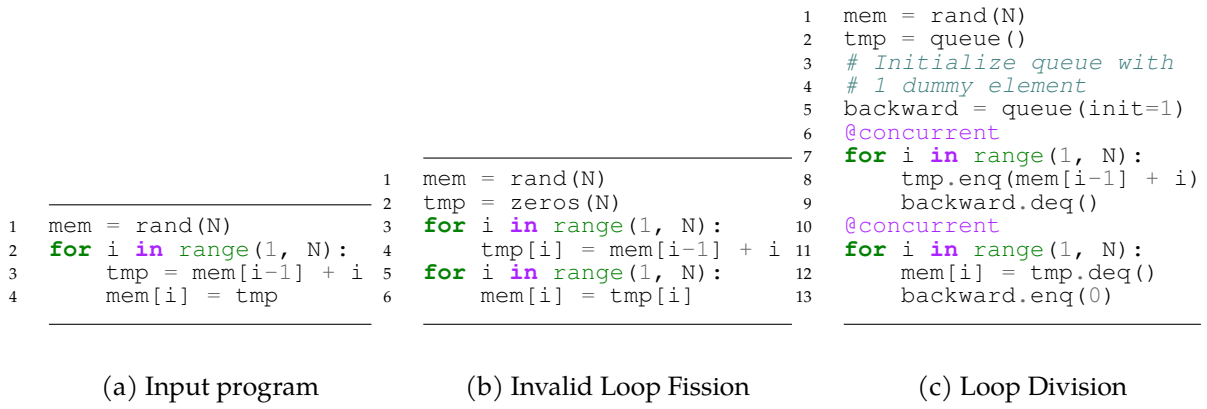 1 mem = rand(N)
2 for i in range(1, N):
3     tmp = mem[i-1] + i
4     mem[i] = tmp
(a) Input program
1 mem = rand(N)
2 tmp = zeros(N)
3 for i in range(1, N):
4     tmp[i] = mem[i-1] + i
5 for i in range(1, N):
6     mem[i] = tmp[i]
(b) Invalid Loop Fission
1 mem = rand(N)
2 tmp = queue()
3 # Initialize queue with
4 # 1 dummy element
5 backward = queue(init=1)
6 @concurrent
7 for i in range(1, N):
8     tmp.enq(mem[i-1] + i)
9     backward.deq()
10 @concurrent
11 for i in range(1, N):
12     mem[i] = tmp.deq()
13     backward.enq(0)
(c) Loop Division